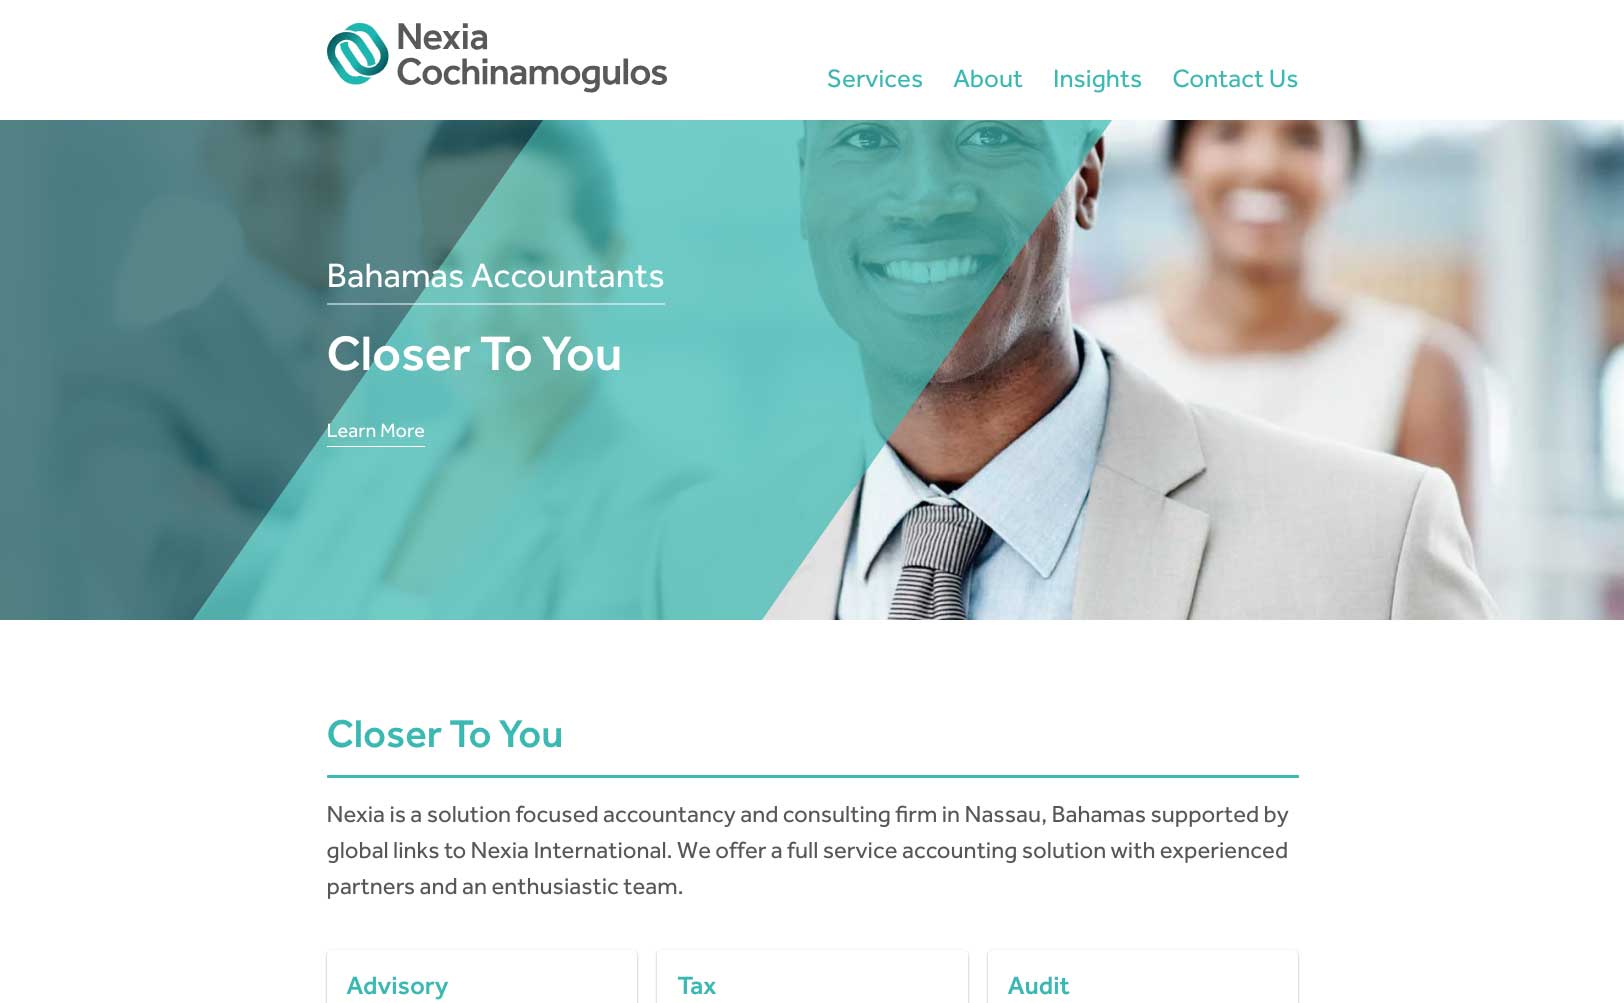 Nexia
Cochinamogulos
Services About Insights Contact Us
Bahamas Accountants
Closer To You
Learn More
Closer To You
Nexia is a solution focused accountancy and consulting firm in Nassau, Bahamas supported by
global links to Nexia International. We offer a full service accounting solution with experienced
partners and an enthusiastic team.
Advisory
Tax
Audit